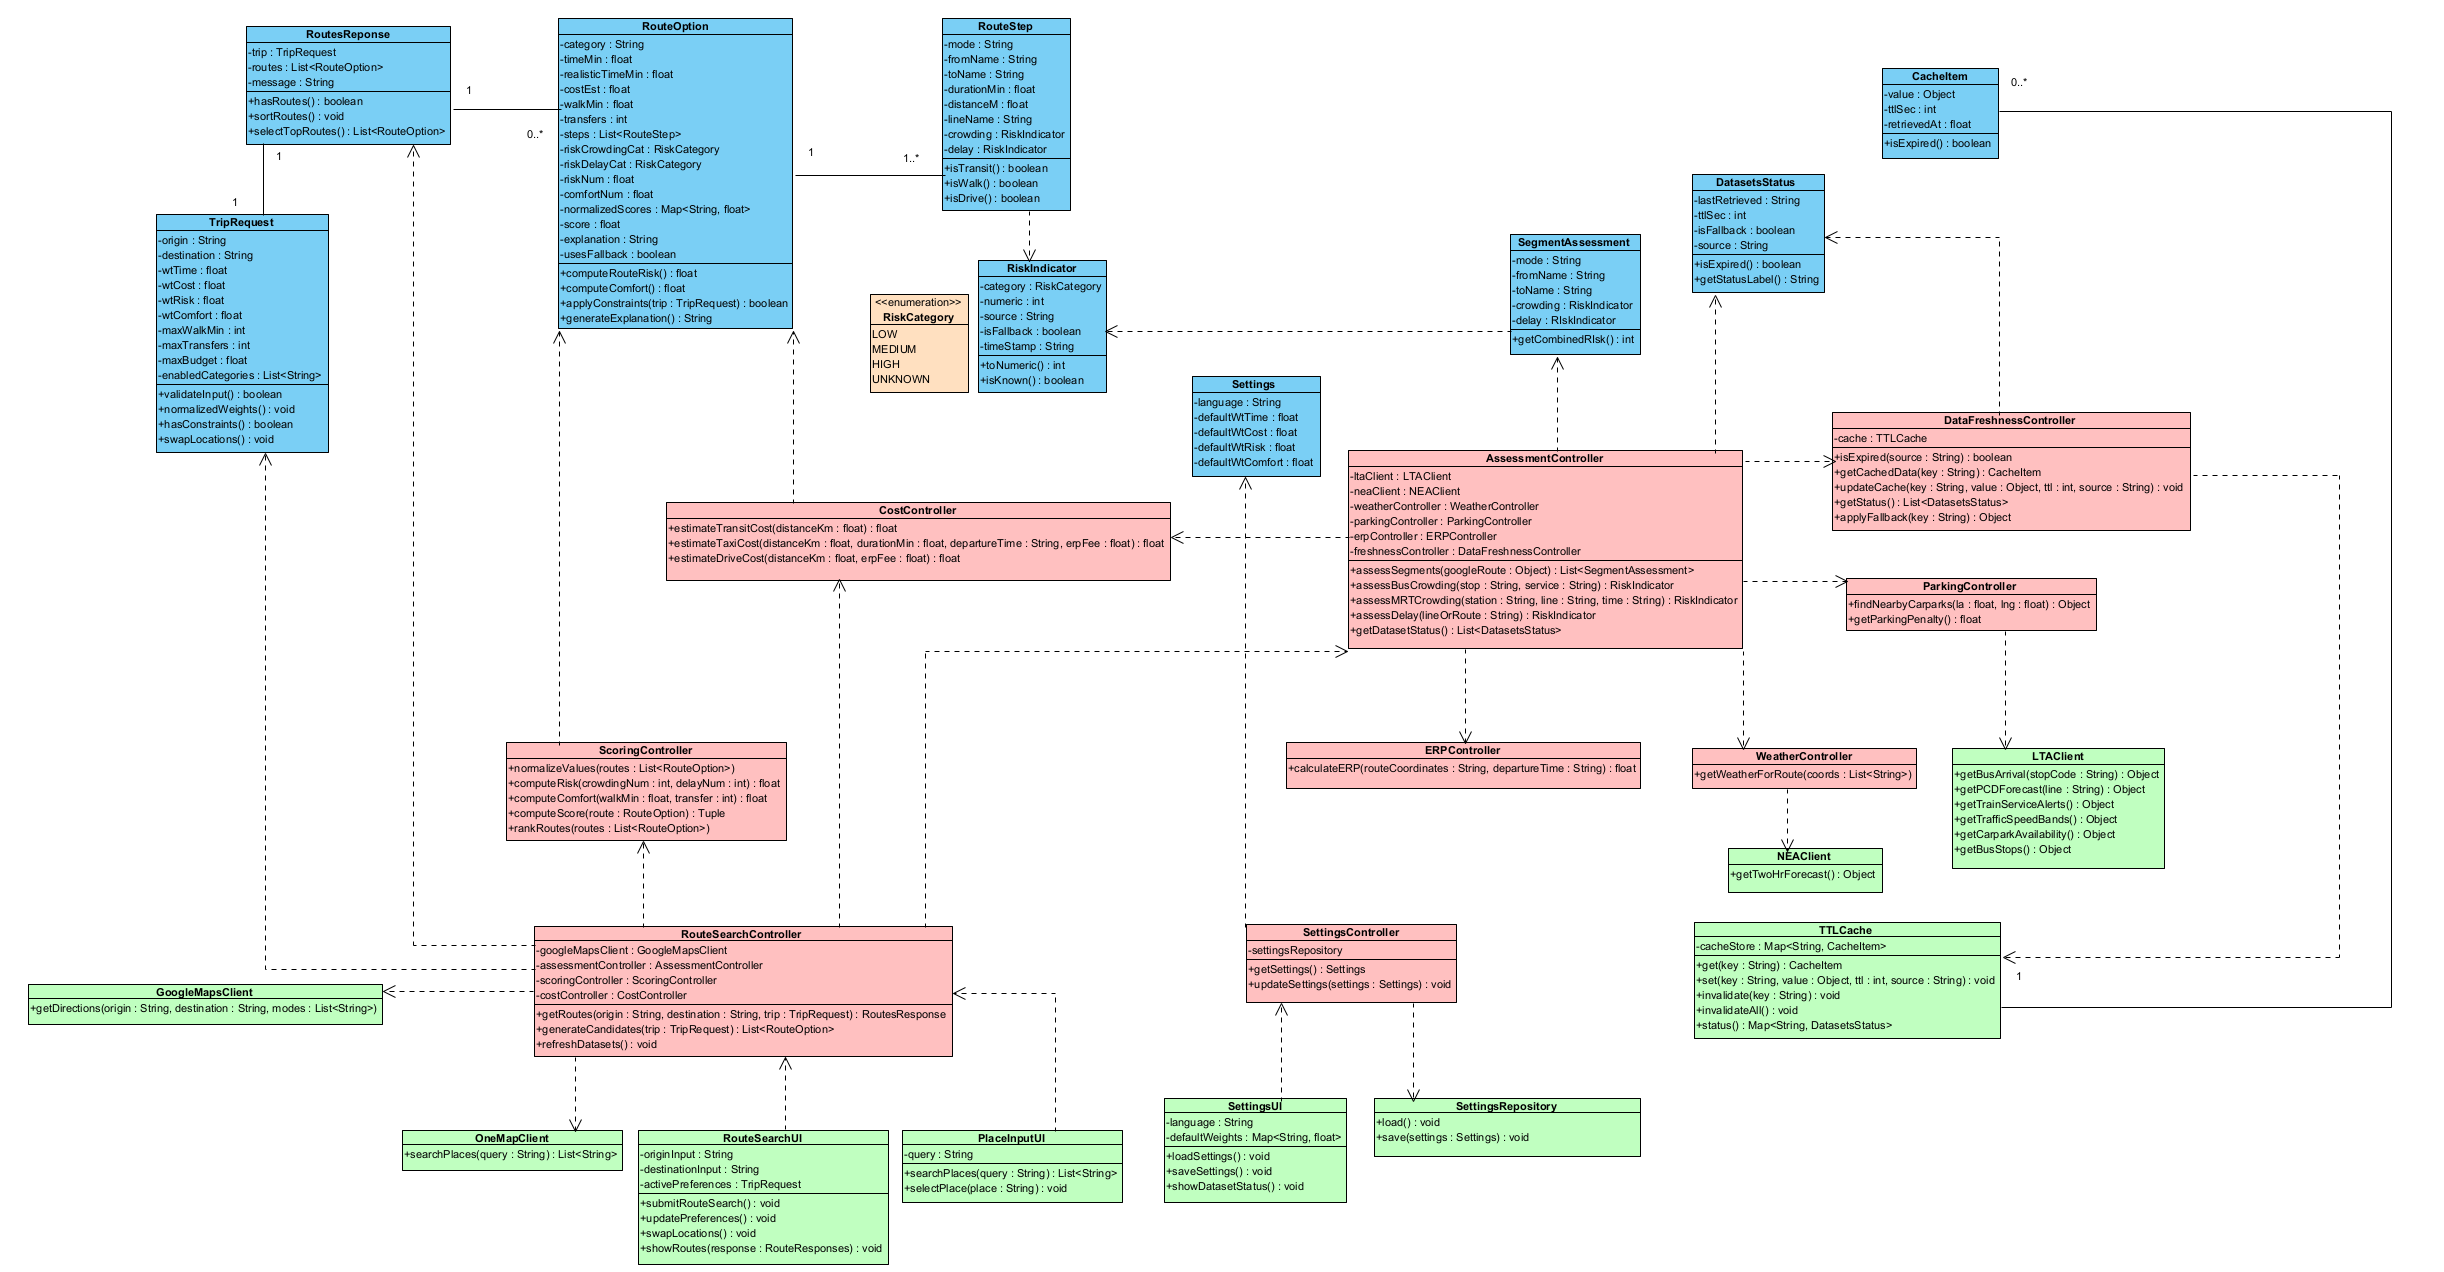 RoutesReponse
-trip : TripRequest
-routes : List<RouteOption>
-message : String
+hasRoutes() : boolean
+sortRoutes() : void
+selectTopRoutes() : List<RouteOption>
1
0..*
1
1
RouteOption
-category : String
-timeMin : float
-realisticTimeMin : float
-costEst : float
-walkMin : float
-transfers : int
-steps : List<RouteStep>
-riskCrowdingCat : RiskCategory
-riskDelayCat : RiskCategory
-riskNum : float
-comfortNum : float
-normalizedScores : Map<String, float>
-score : float
-explanation : String
-usesFallback : boolean
+computeRouteRisk() : float
+computeComfort() : float
+applyConstraints(trip : TripRequest) : boolean
+generateExplanation() : String
1
1..*
RouteStep
-mode : String
-fromName : String
-toName : String
-durationMin : float
-distanceM : float
-lineName : String
-crowding : RiskIndicator
-delay : RiskIndicator
+isTransit() : boolean
+isWalk() : boolean
+isDrive() : boolean
CacheItem
-value : Object
-ttlSec : int
-retrievedAt : float
+isExpired() : boolean
0..*
DatasetsStatus
-lastRetrieved : String
-ttlSec : int
-isFallback : boolean
-source : String
+isExpired() : boolean
+getStatusLabel() : String
TripRequest
-origin : String
-destination : String
-wtTime : float
-wtCost : float
-wtRisk : float
-wtComfort : float
-maxWalkMin : int
-maxTransfers : int
-maxBudget : float
-enabledCategories : List<String>
+validateInput() : boolean
+normalizedWeights() : void
+hasConstraints() : boolean
+swapLocations() : void
<<enumeration>>
RiskCategory
LOW
MEDIUM
HIGH
UNKNOWN
RiskIndicator
-category : RiskCategory
-numeric : int
-source : String
-isFallback : boolean
-timeStamp : String
+toNumeric() : int
+isKnown() : boolean
SegmentAssessment
-mode : String
-fromName : String
-toName : String
-crowding : RiskIndicator
-delay : RIskIndicator
+getCombinedRIsk() : int
Settings
-language : String
-defaultWtTime : float
-defaultWtCost : float
-defaultWtRisk : float
-defaultWtComfort : float
DataFreshnessController
-cache : TTLCache
+isExpired(source : String) : boolean
+getCachedData(key : String) : CacheItem
+updateCache(key : String, value : Object, ttl : int, source : String) : void
+getStatus() : List<DatasetsStatus>
+applyFallback(key : String) : Object
AssessmentController
-ltaClient : LTAClient
-neaClient : NEAClient
-weatherController : WeatherController
-parkingController : ParkingController
-erpController : ERPController
-freshnessController : DataFreshnessController
+assessSegments(googleRoute : Object) : List<SegmentAssessment>
+assessBusCrowding(stop : String, service : String) : RiskIndicator
+assessMRTCrowding(station : String, line : String, time : String) : RiskIndicator
+assessDelay(lineOrRoute : String) : RiskIndicator
+getDatasetStatus() : List<DatasetsStatus>
CostController
+estimateTransitCost(distanceKm : float) : float
+estimateTaxiCost(distanceKm : float, durationMin : float, departureTime : String, erpFee : float) : float
+estimateDriveCost(distanceKm : float, erpFee : float) : float
ParkingController
+findNearbyCarparks(la : float, lng : float) : Object
+getParkingPenalty() : float
ScoringController
+normalizeValues(routes : List<RouteOption>)
+computeRisk(crowdingNum : int, delayNum : int) : float
+computeComfort(walkMin : float, transfer : int) : float
+computeScore(route : RouteOption) : Tuple
+rankRoutes(routes : List<RouteOption>)
ERPController
+calculateERP(routeCoordinates : String, departureTime : String) : float
WeatherController
+getWeatherForRoute(coords : List<String>)
LTAClient
+getBusArrival(stopCode : String) : Object
+getPCDForecast(line : String) : Object
+getTrainServiceAlerts() : Object
+getTrafficSpeedBands() : Object
+getCarparkAvailability() : Object
+getBusStops() : Object
NEAClient
+getTwoHrForecast() : Object
RouteSearchController
-googleMapsClient : GoogleMapsClient
-assessmentController : AssessmentController
-scoringController : ScoringController
-costController : CostController
+getRoutes(origin : String, destination : String, trip : TripRequest) : RoutesResponse
+generateCandidates(trip : TripRequest) : List<RouteOption>
+refreshDatasets() : void
SettingsController
-settingsRepository
+getSettings() : Settings
+updateSettings(settings : Settings) : void
TTLCache
-cacheStore : Map<String, CacheItem>
+get(key : String) : CacheItem
+set(key : String, value : Object, ttl : int, source : String) : void
+invalidate(key : String) : void
+invalidateAll() : void
+status() : Map<String, DatasetsStatus>
1
GoogleMapsClient
+getDirections(origin : String, destination : String, modes : List<String>)
OneMapClient
+searchPlaces(query : String) : List<String>
RouteSearchUI
-originInput : String
-destinationInput : String
-activePreferences : TripRequest
+submitRouteSearch() : void
+updatePreferences() : void
+swapLocations() : void
+showRoutes(response : RouteResponses) : void
PlaceInputUI
-query : String
+searchPlaces(query : String) : List<String>
+selectPlace(place : String) : void
SettingsUI
-language : String
-defaultWeights : Map<String, float>
+loadSettings() : void
+saveSettings() : void
+showDatasetStatus() : void
SettingsRepository
+load() : void
+save(settings : Settings) : void